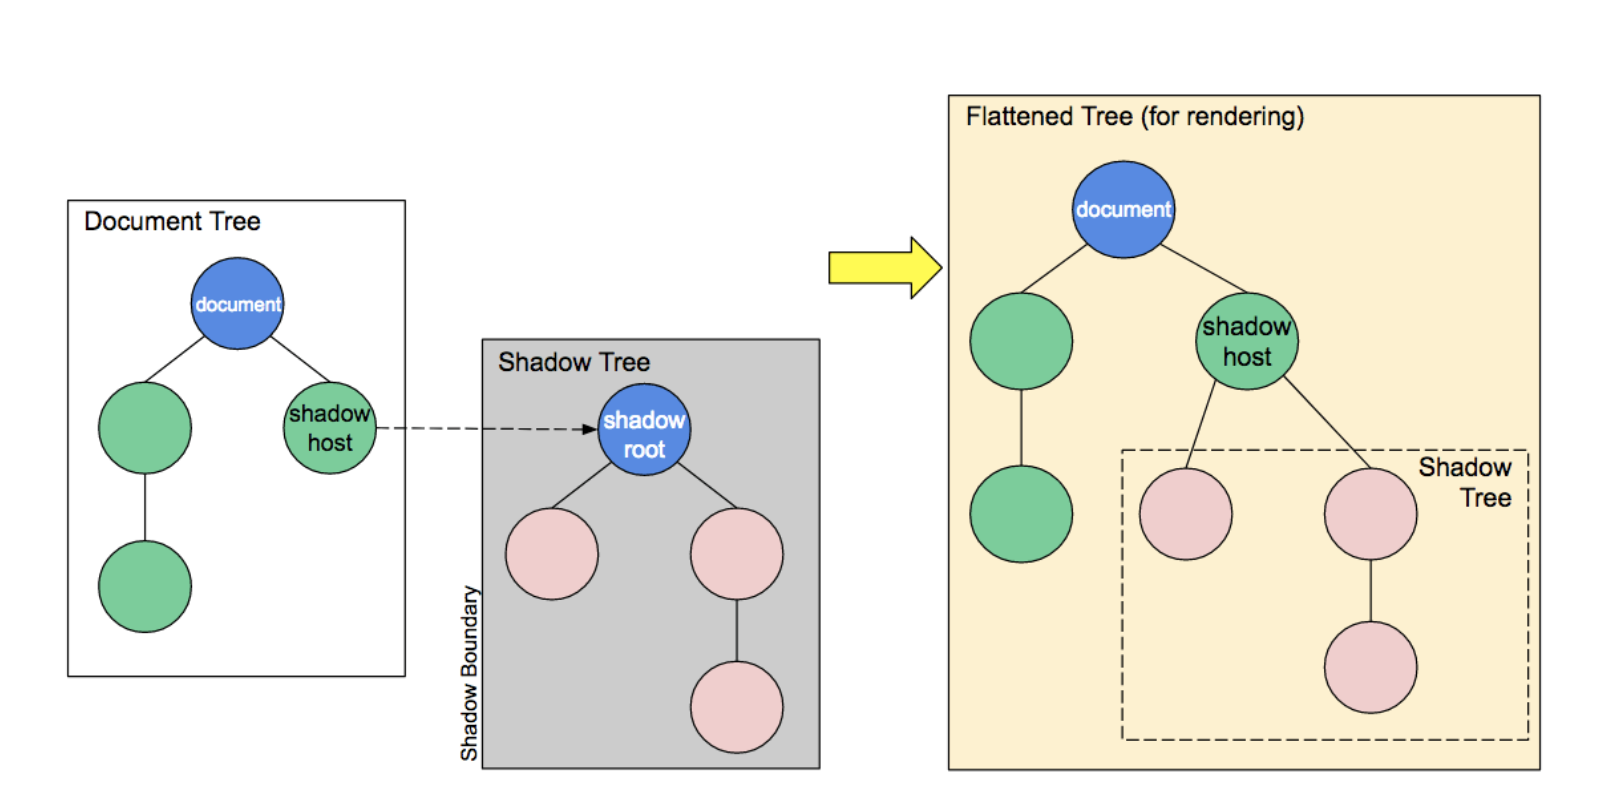 Document Tree
document
shadow
host
Shadow Tree
shadow
root
Shadow Boundary
Flattened Tree (for rendering)
document
shadow
host
Shadow
Tree